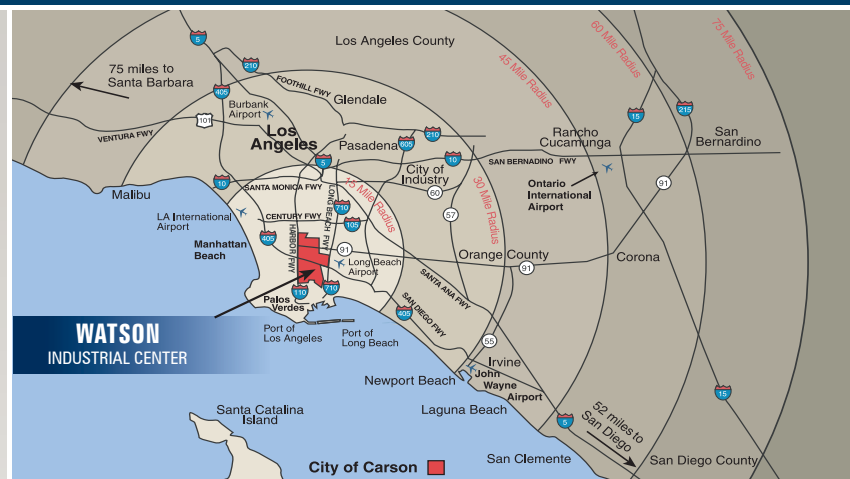 5
Los Angeles County
60 Mile Radius
75 Mile Radius
45 Mile Radius
75 miles to
Santa Barbara
210
405
FOOTHILL FWY
Glendale
Burbank
Airport
101
VENTURA FWY
Los
Angeles
Pasadena
605
210
15
215
Rancho
Cucamonga
San
Bernardino
5
10
SAN BERNADINO FWY
City of
Industry
Ontario
International
Airport
91
10
SANTA MONICA FWY
15 Mile Radius
60
30 Mile Radius
57
Malibu
LONG BEACH FWY
710
LA International
Airport
CENTURY FWY
105
HARBOR FWY
405
Manhattan
Beach
91
Orange County
91
Corona
Long Beach
Airport
SANTA ANA FWY
110
710
Palos
Verdes
SAN DIEGO FWY
405
WATSON
INDUSTRIAL CENTER
Port of
Los Angeles
Port of
Long Beach
55
Irvine
John
Wayne
Airport
Newport Beach
15
Laguna Beach
Santa Catalina
Island
5
52 miles to
San Diego
San Clemente
San Diego County
City of Carson